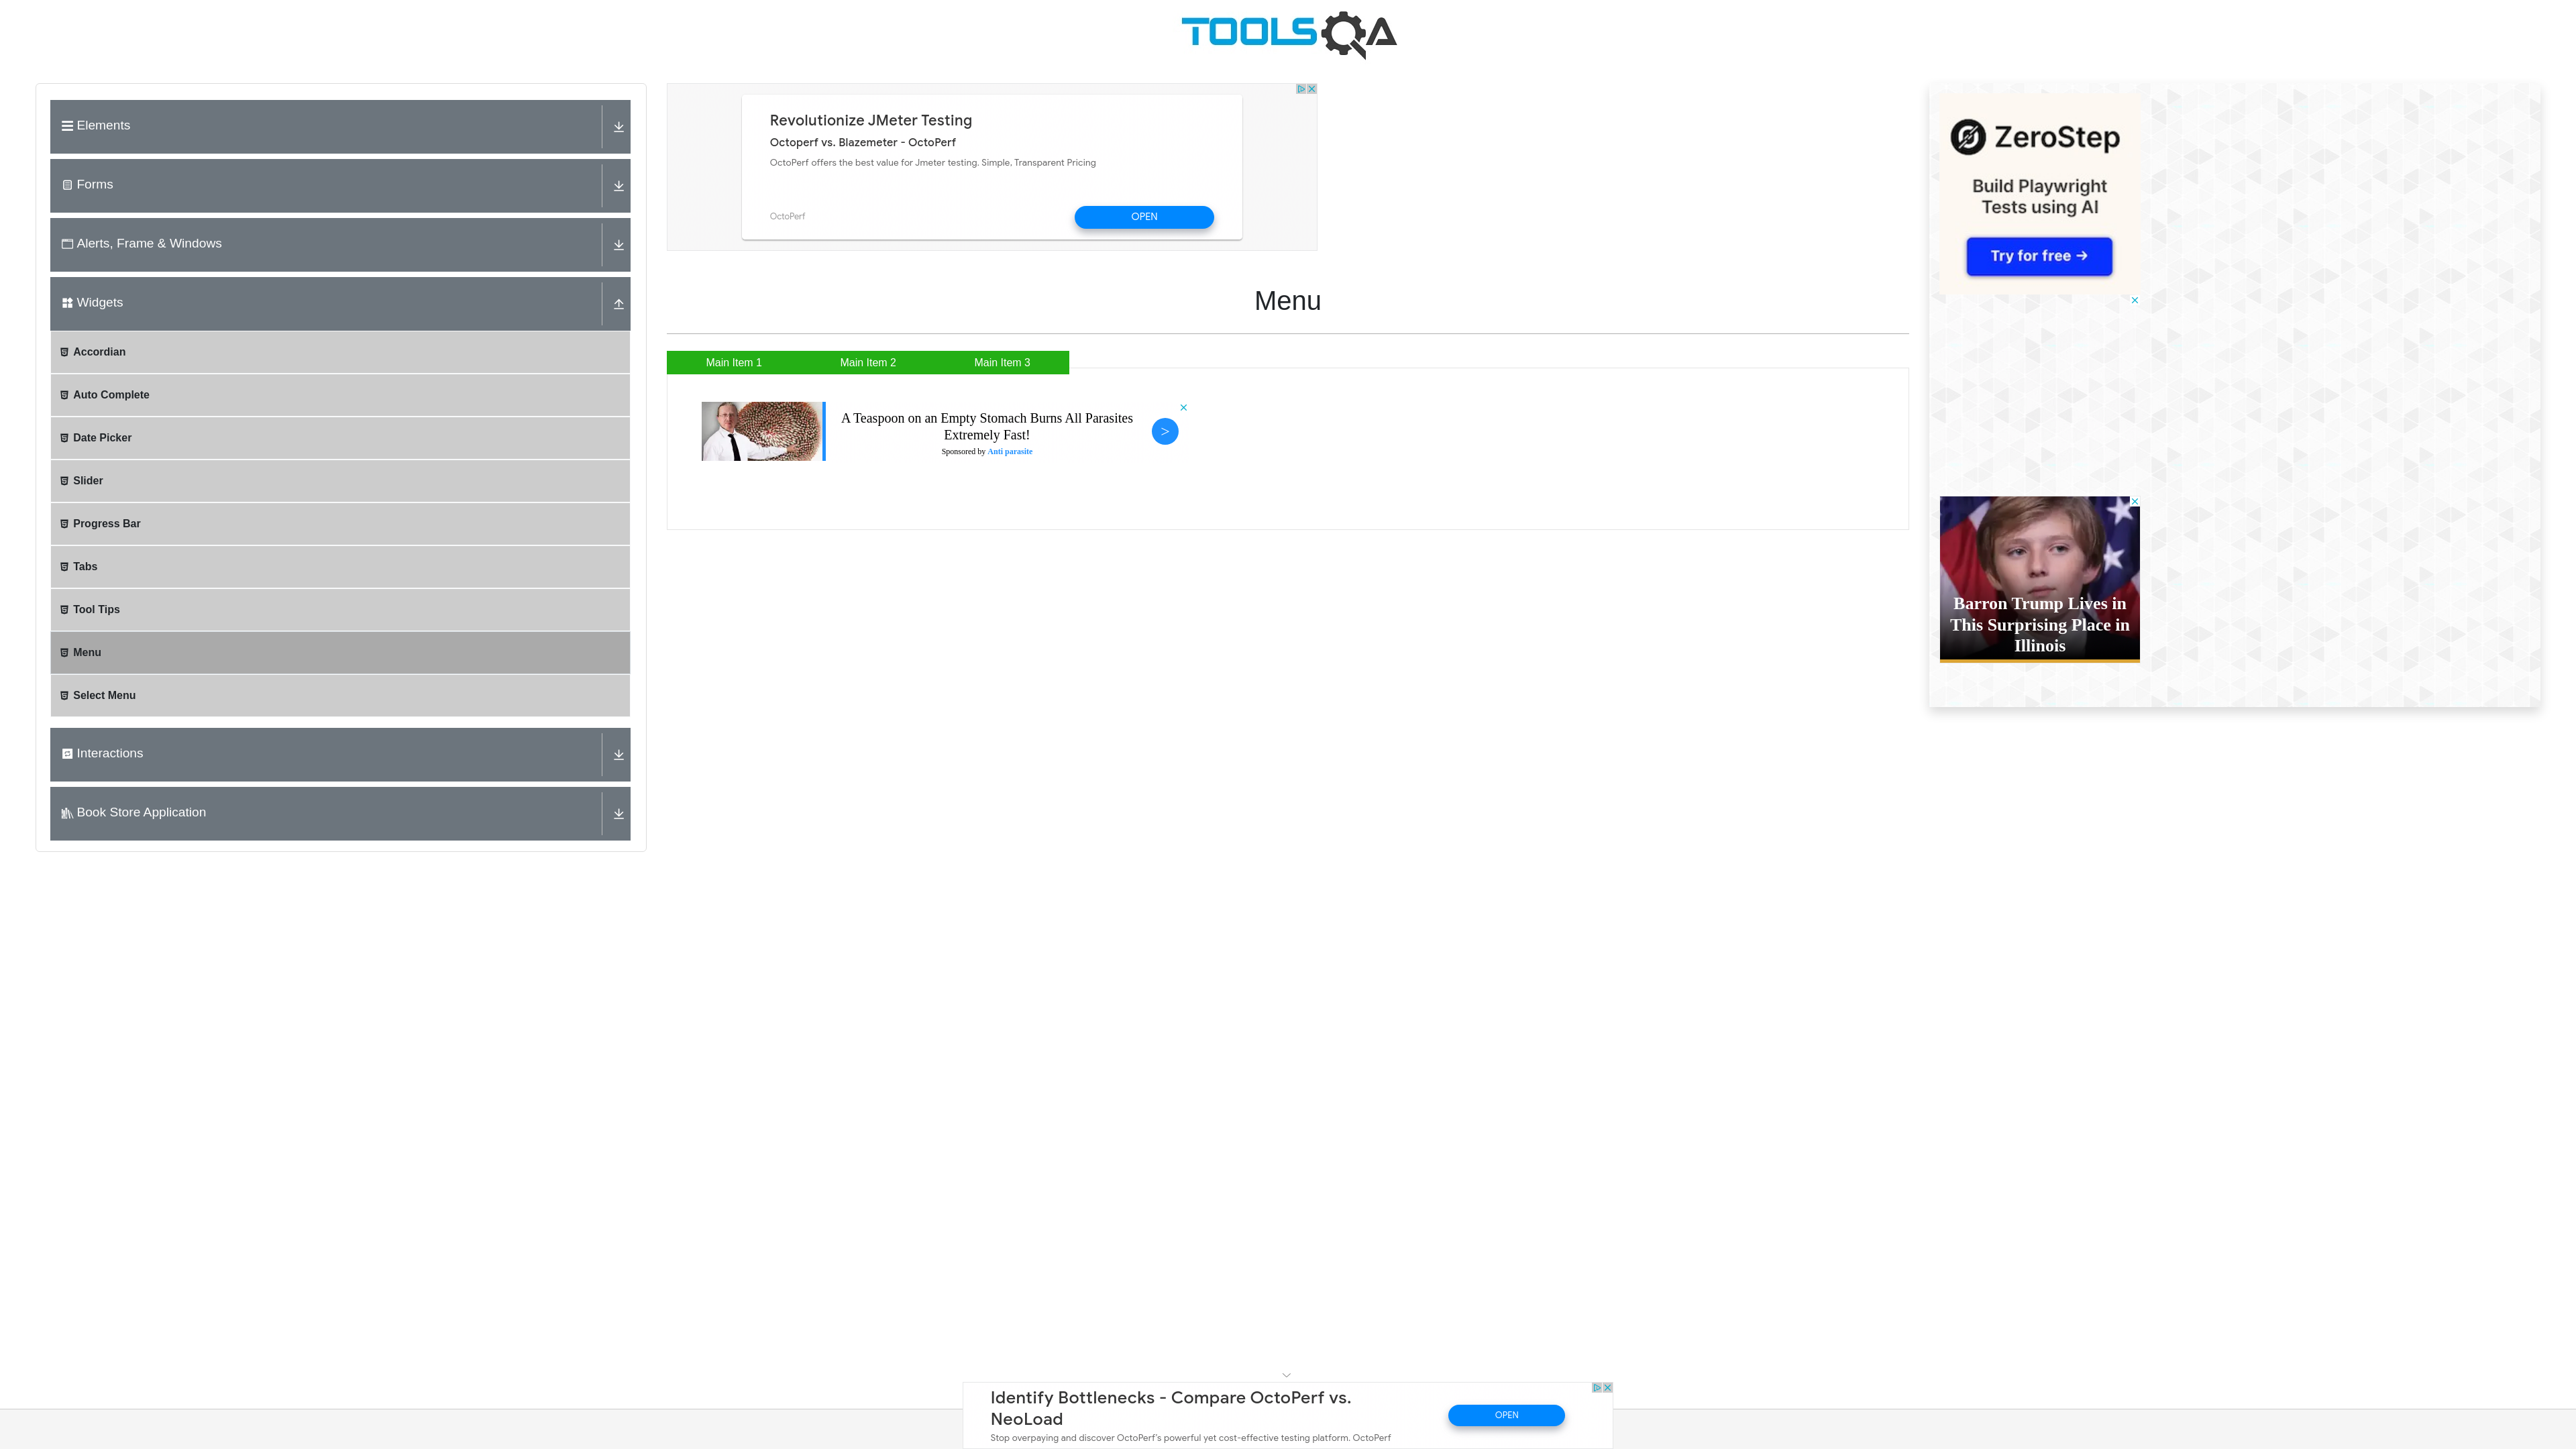 TOOLSQA
Elements
Forms
Alerts, Frame & Windows
Widgets
Accordian
Auto Complete
Date Picker
Slider
Progress Bar
Tabs
Tool Tips
Menu
Select Menu
Interactions
Book Store Application
Revolutionize JMeter Testing
Octoperf vs. Blazemeter - OctoPerf
OctoPerf offers the best value for Jmeter testing. Simple, Transparent Pricing
OctoPerf
OPEN
Menu
Main Item 1
Main Item 2
Main Item 3
A Teaspoon on an Empty Stomach Burns All Parasites
Extremely Fast!
Sponsored by Anti parasite
>
ZeroStep
Build Playwright
Tests using AI
Try for free →
Barron Trump Lives in
This Surprising Place in
Illinois
Identify Bottlenecks - Compare OctoPerf vs.
NeoLoad
Stop overpaying and discover OctoPerf's powerful yet cost-effective testing platform. OctoPerf
OPEN